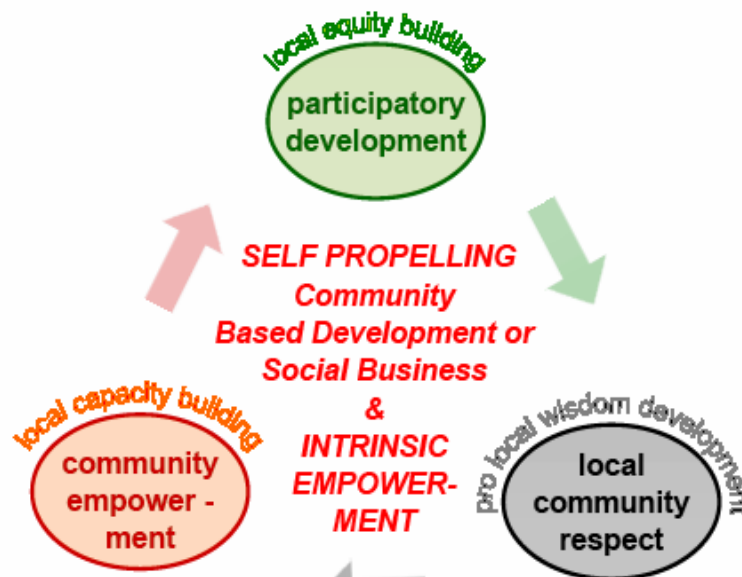 local equity building
participatory
development
SELF PROPELLING
Community
Based Development or
Social Business
&
INTRINSIC
EMPOWER-
MENT
local capacity building
community
empower -
ment
pro local wisdom development
local
community
respect